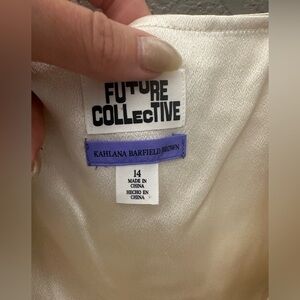 FUTURE
COLLECTIVE
KAHLANA BARFIELD BROWN
14
MADE IN
CHINA
HECHO EN
CHINA